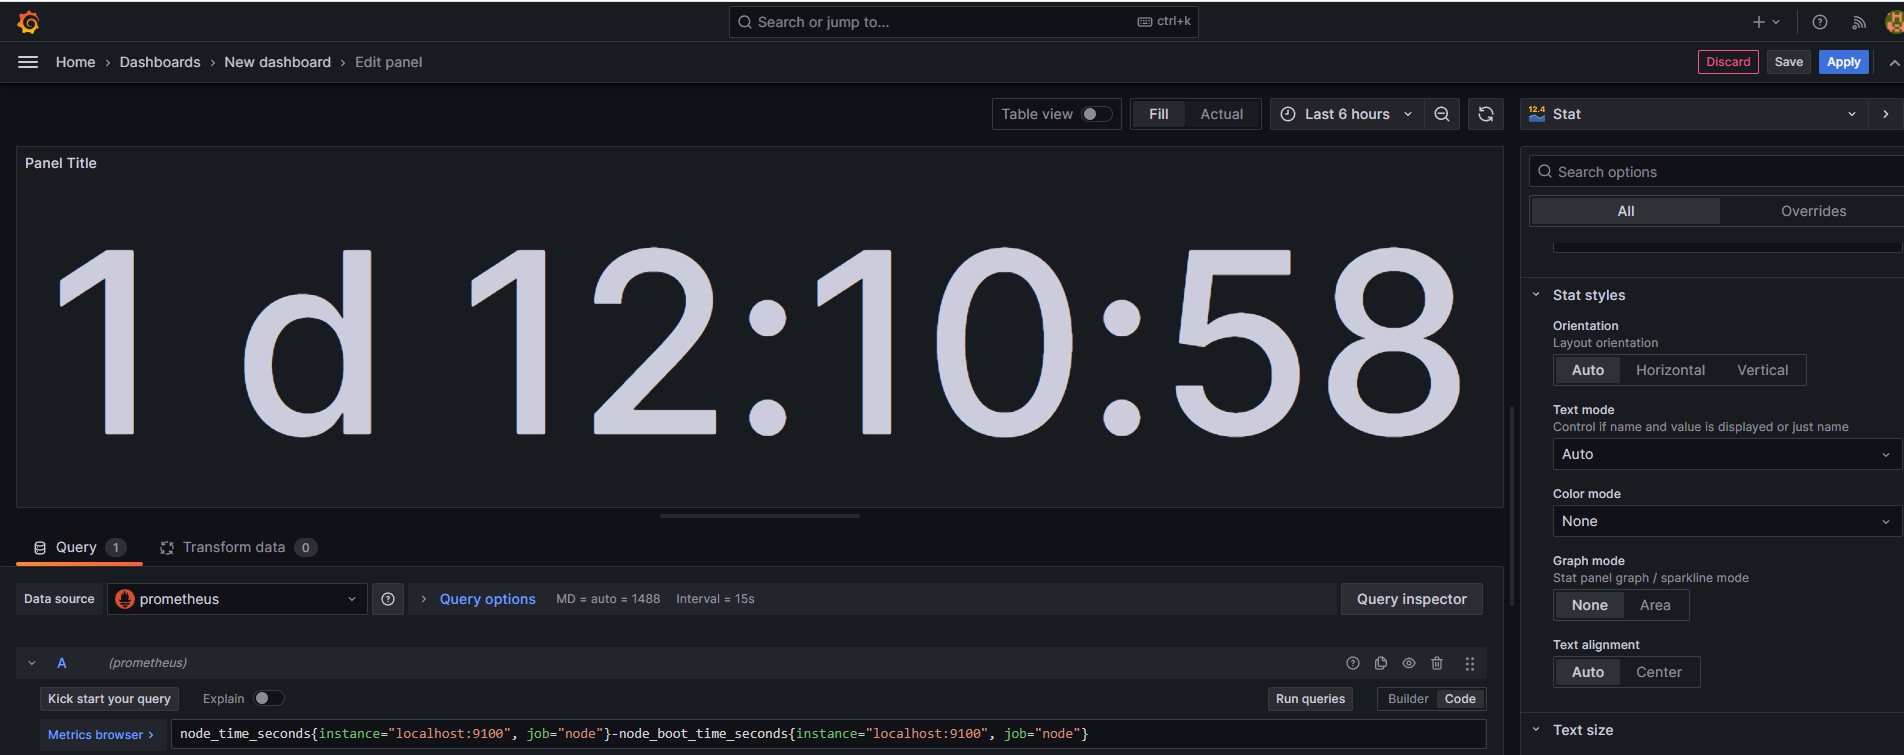 Search or jump to... ctrl+k
Home › Dashboards › New dashboard › Edit panel Discard Save Apply
Table view Fill Actual Last 6 hours 12.4 Stat
Panel Title
1 d 12:10:58
Search options
All Overrides
Stat styles
Orientation
Layout orientation
Auto Horizontal Vertical
Text mode
Control if name and value is displayed or just name
Auto
Color mode
None
Graph mode
Stat panel graph / sparkline mode
None Area
Text alignment
Auto Center
Text size
Query 1 Transform data 0
Data source prometheus Query options MD = auto = 1488 Interval = 15s Query inspector
A (prometheus)
Kick start your query Explain Run queries Builder Code
Metrics browser › node_time_seconds{instance="localhost:9100", job="node"}-node_boot_time_seconds{instance="localhost:9100", job="node"}